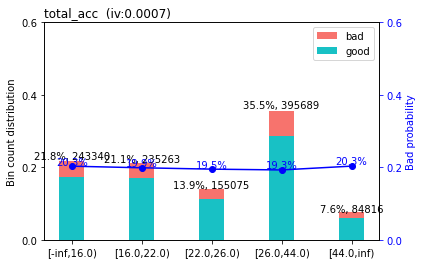 total_acc  (iv:0.0007)
bad
good
Bin count distribution
Bad probability
0.6
0.4
0.2
0.0
0.6
0.4
0.2
0.0
21.8%,
21.1%, 235263
13.9%, 155075
35.5%, 395689
7.6%, 84816
20.3%
19.5%
19.3%
20.3%
[-inf,16.0)
[16.0,22.0)
[22.0,26.0)
[26.0,44.0)
[44.0,inf)